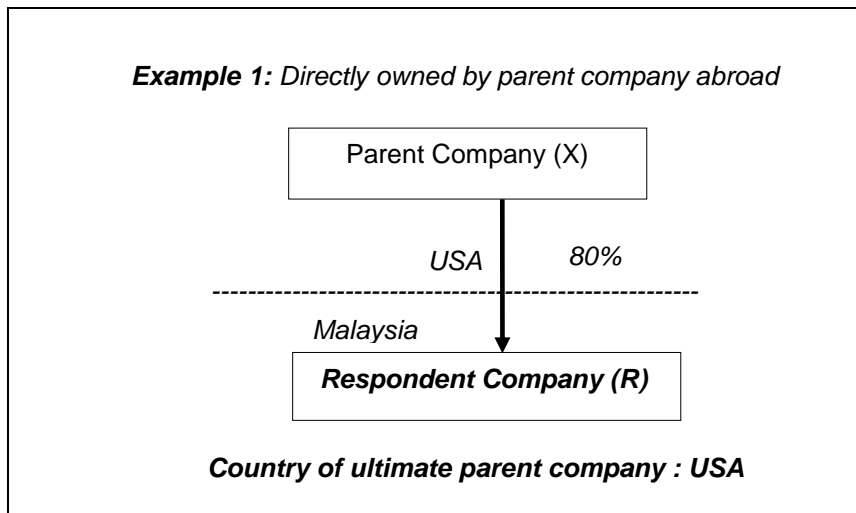 Example 1: Directly owned by parent company abroad
Parent Company (X)
USA 80%
Malaysia
Respondent Company (R)
Country of ultimate parent company : USA